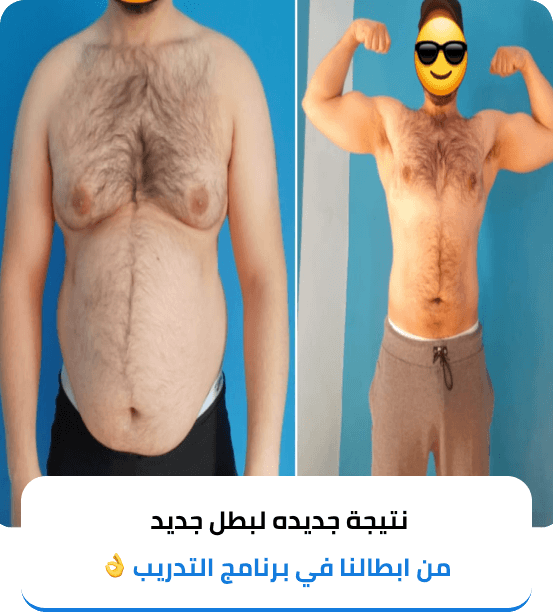 نتيجة جديده لبطل جديد
من ابطالنا في برنامج التدريب 👌